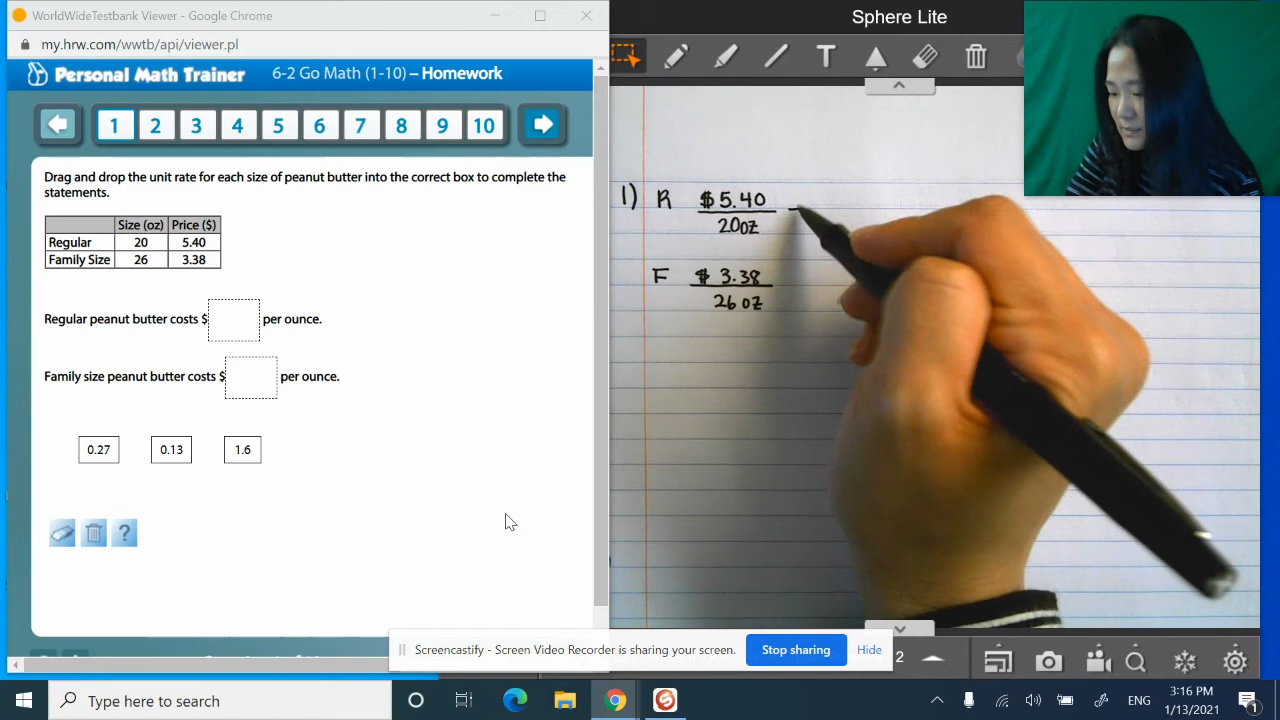 WorldWideTestbank Viewer - Google Chrome
my.hrw.com/wwtb/api/viewer.pl
Personal Math Trainer
6-2 Go Math (1-10) – Homework
1 2 3 4 5 6 7 8 9 10
Drag and drop the unit rate for each size of peanut butter into the correct box to complete the
statements.
Size (oz) Price ($)
Regular 20 5.40
Family Size 26 3.38
Regular peanut butter costs $ per ounce.
Family size peanut butter costs $ per ounce.
0.27 0.13 1.6
?
Sphere Lite
T
1) R $5.40
20oz
F $3.38
26oz
Screencastify - Screen Video Recorder is sharing your screen.
Stop sharing
Hide
2
Type here to search
ENG
3:16 PM
1/13/2021
1